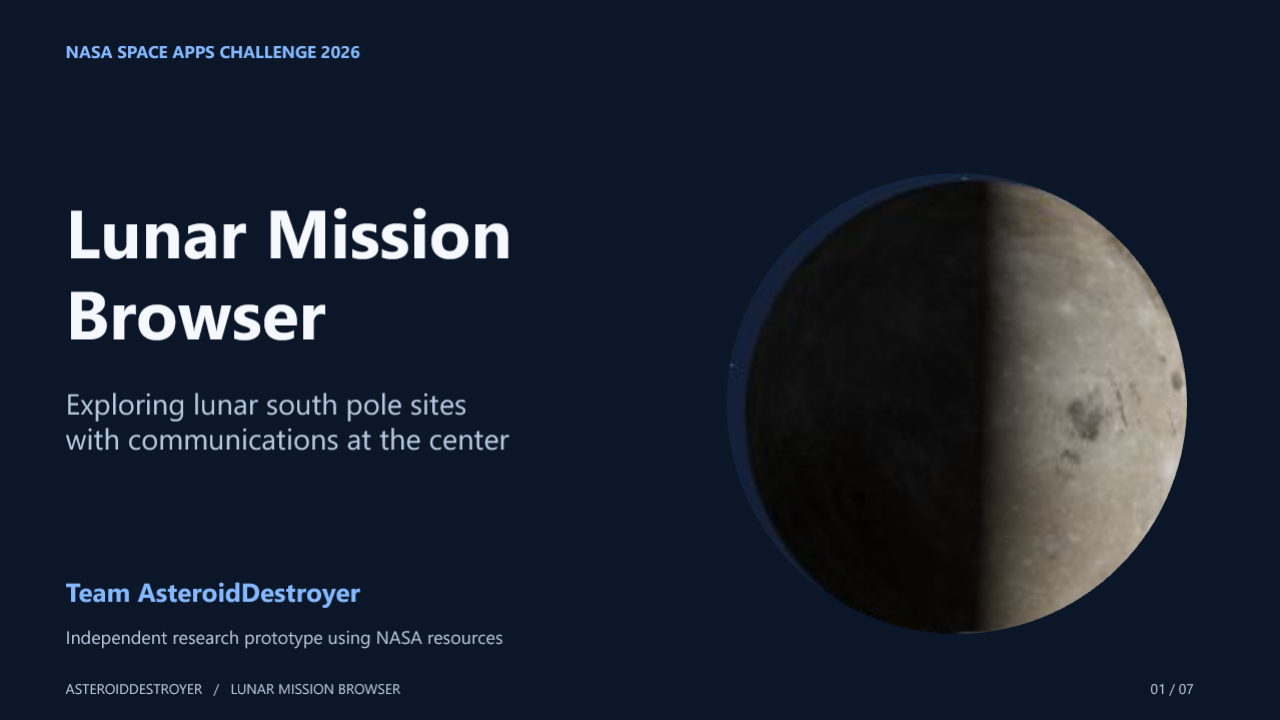 NASA SPACE APPS CHALLENGE 2026
Lunar Mission
Browser
Exploring lunar south pole sites
with communications at the center
Team AsteroidDestroyer
Independent research prototype using NASA resources
ASTEROIDDESTROYER / LUNAR MISSION BROWSER
01 / 07